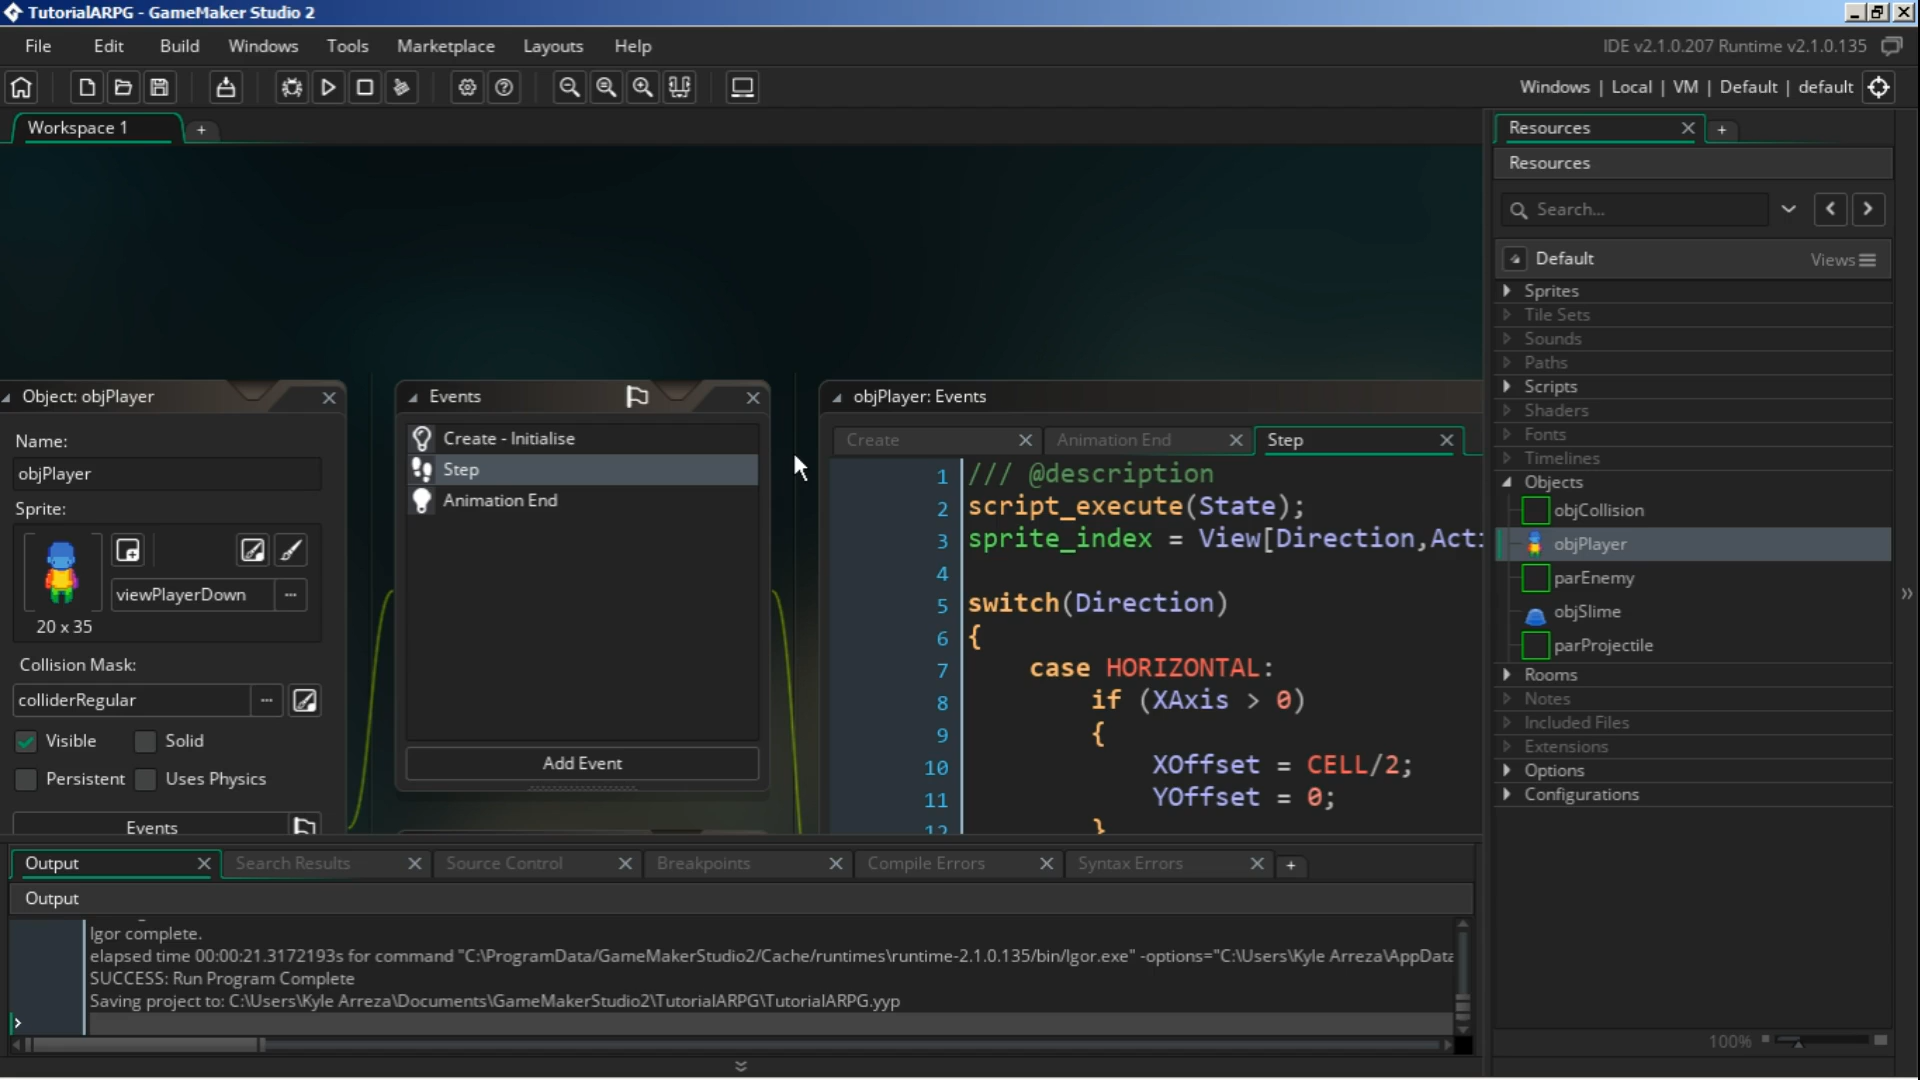 TutorialARPG - GameMaker Studio 2
File Edit Build Windows Tools Marketplace Layouts Help
IDE v2.1.0.207 Runtime v2.1.0.135
Windows | Local | VM | Default | default
Workspace 1
+
Object: objPlayer
Name:
objPlayer
Sprite:
viewPlayerDown
...
20 x 35
Collision Mask:
colliderRegular
...
Visible
Solid
Persistent
Uses Physics
Events
Events
Create - Initialise
Step
Animation End
Add Event
objPlayer: Events
Create
Animation End
Step
1 /// @description
2 script_execute(State);
3 sprite_index = View[Direction,Act
4
5 switch(Direction)
6 {
7 case HORIZONTAL:
8 if (XAxis > 0)
9 {
10 XOffset = CELL/2;
11 YOffset = 0;
12 }
Output
Search Results
Source Control
Breakpoints
Compile Errors
Syntax Errors
+
Output
Igor complete.
elapsed time 00:00:21.3172193s for command "C:\ProgramData/GameMakerStudio2/Cache/runtimes\runtime-2.1.0.135/bin/Igor.exe" -options="C:\Users\Kyle Arreza\AppData
SUCCESS: Run Program Complete
Saving project to: C:\Users\Kyle Arreza\Documents\GameMakerStudio2\TutorialARPG\TutorialARPG.yyp
Resources
+
Resources
Search...
Default
Views
Sprites
Tile Sets
Sounds
Paths
Scripts
Shaders
Fonts
Timelines
Objects
objCollision
objPlayer
parEnemy
objSlime
parProjectile
Rooms
Notes
Included Files
Extensions
Options
Configurations
100%